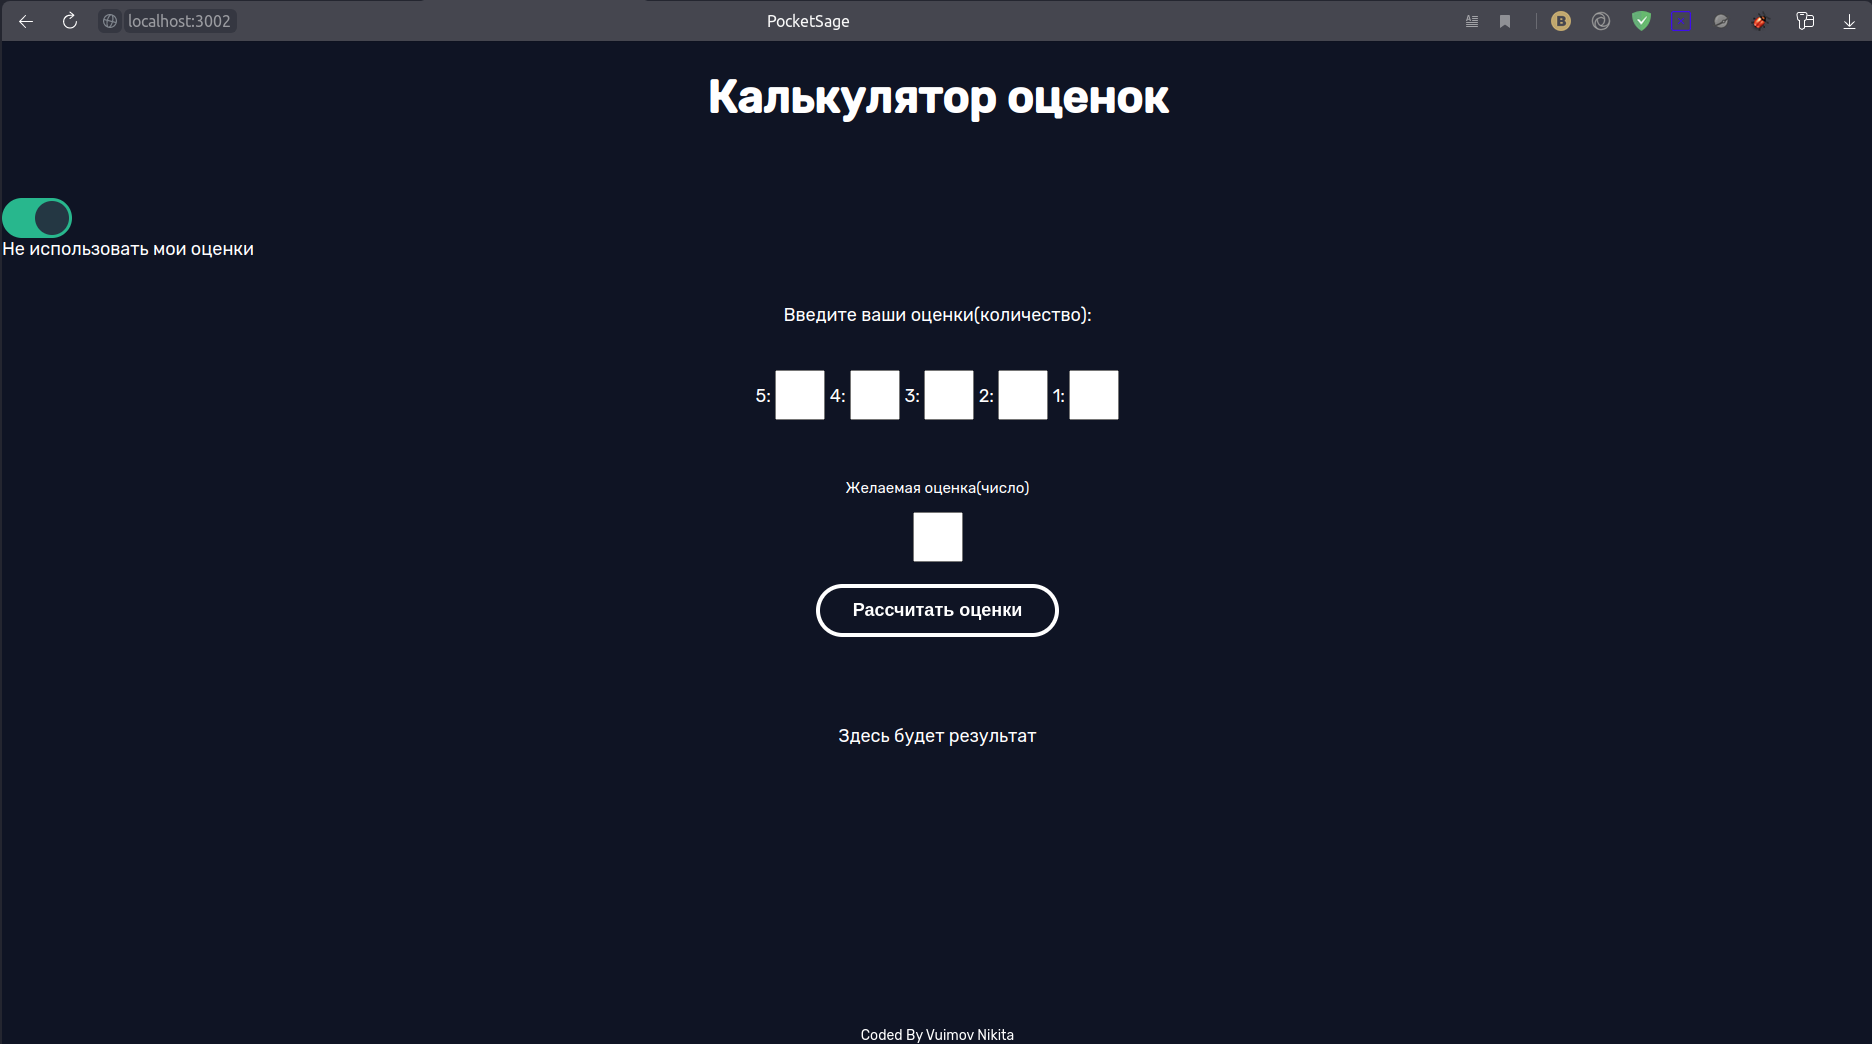 localhost:3002
PocketSage
Калькулятор оценок
Не использовать мои оценки
Введите ваши оценки(количество):
5: 4: 3: 2: 1:
Желаемая оценка(число)
Рассчитать оценки
Здесь будет результат
Coded By Vuimov Nikita